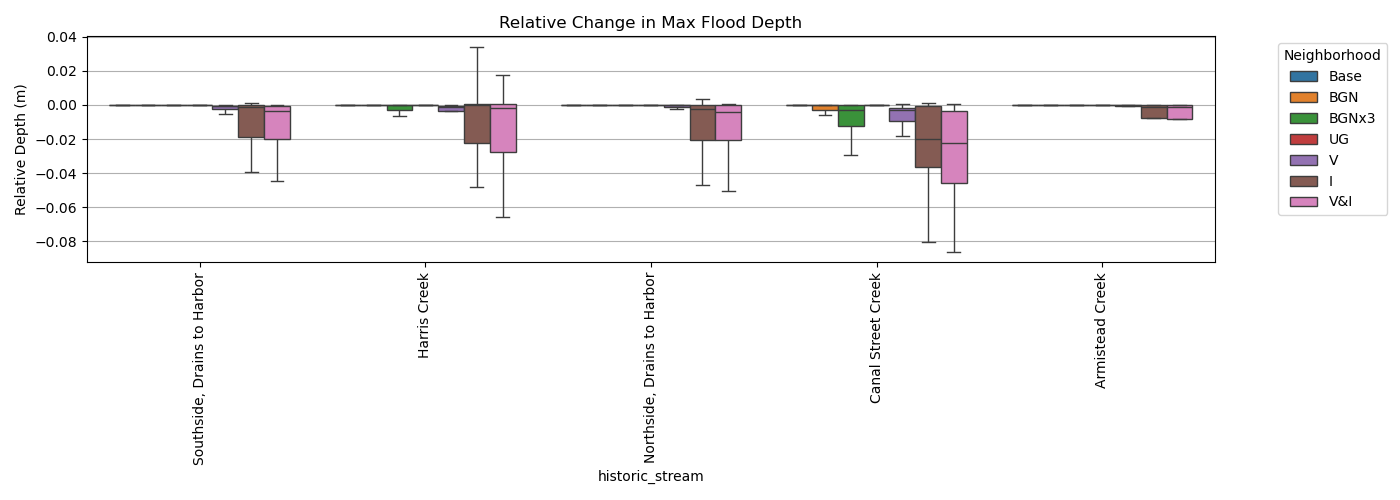 Relative Change in Max Flood Depth
Relative Depth (m)
0.04
0.02
0.00
−0.02
−0.04
−0.06
−0.08
Southside, Drains to Harbor
Harris Creek
Northside, Drains to Harbor
Canal Street Creek
Armistead Creek
historic_stream
Neighborhood
Base
BGN
BGNx3
UG
V
I
V&I